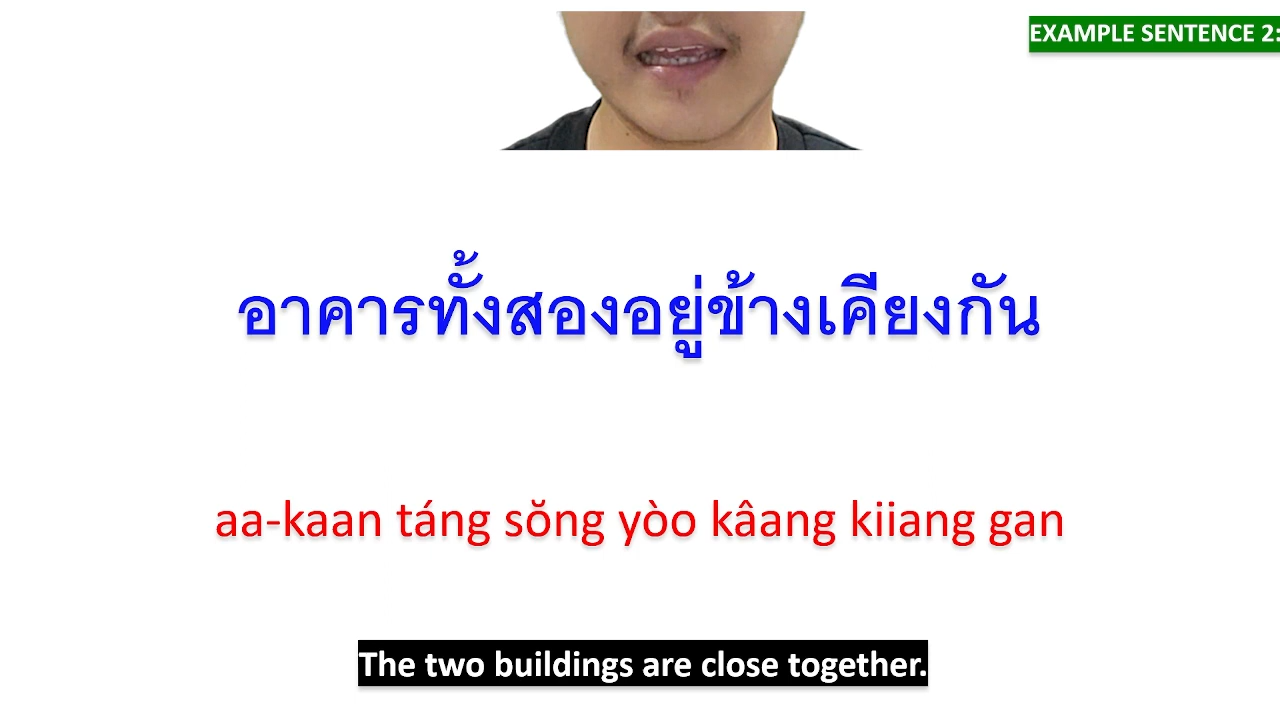 EXAMPLE SENTENCE 2:
อาคารทั้งสองอยู่ข้างเคียงกัน
aa-kaan táng sŏng yòo kâang kiiang gan
The two buildings are close together.